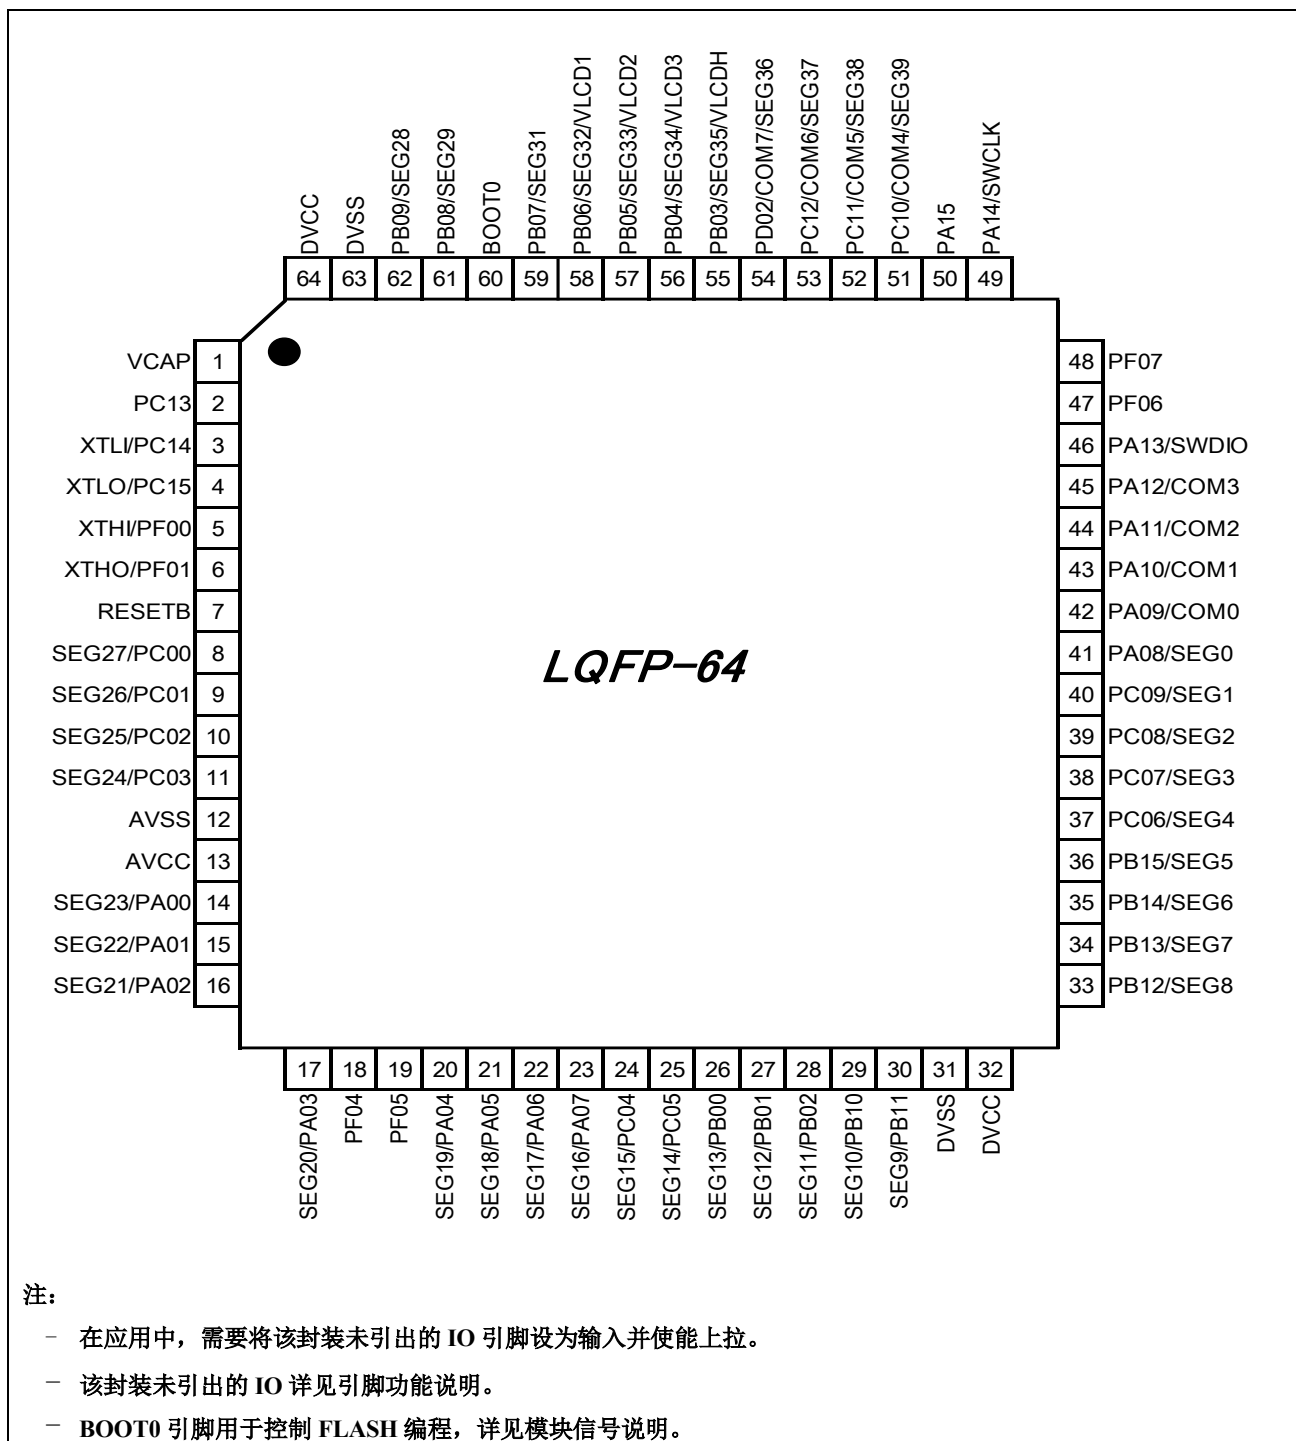 DVCC
DVSS
PB09/SEG28
PB08/SEG29
BOOT0
PB07/SEG31
PB06/SEG32/VLCD1
PB05/SEG33/VLCD2
PB04/SEG34/VLCD3
PB03/SEG35/VLCDH
PD02/COM7/SEG36
PC12/COM6/SEG37
PC11/COM5/SEG38
PC10/COM4/SEG39
PA15
PA14/SWCLK
64 63 62 61 60 59 58 57 56 55 54 53 52 51 50 49
VCAP 1
PC13 2
XTLI/PC14 3
XTLO/PC15 4
XTHI/PF00 5
XTHO/PF01 6
RESETB 7
SEG27/PC00 8
SEG26/PC01 9
SEG25/PC02 10
SEG24/PC03 11
AVSS 12
AVCC 13
SEG23/PA00 14
SEG22/PA01 15
SEG21/PA02 16
LQFP-64
48 PF07
47 PF06
46 PA13/SWDIO
45 PA12/COM3
44 PA11/COM2
43 PA10/COM1
42 PA09/COM0
41 PA08/SEG0
40 PC09/SEG1
39 PC08/SEG2
38 PC07/SEG3
37 PC06/SEG4
36 PB15/SEG5
35 PB14/SEG6
34 PB13/SEG7
33 PB12/SEG8
17 18 19 20 21 22 23 24 25 26 27 28 29 30 31 32
SEG20/PA03
PF04
PF05
SEG19/PA04
SEG18/PA05
SEG17/PA06
SEG16/PA07
SEG15/PC04
SEG14/PC05
SEG13/PB00
SEG12/PB01
SEG11/PB02
SEG10/PB10
SEG9/PB11
DVSS
DVCC
注：
– 在应用中，需要将该封装未引出的 IO 引脚设为输入并使能上拉。
– 该封装未引出的 IO 详见引脚功能说明。
– BOOT0 引脚用于控制 FLASH 编程，详见模块信号说明。